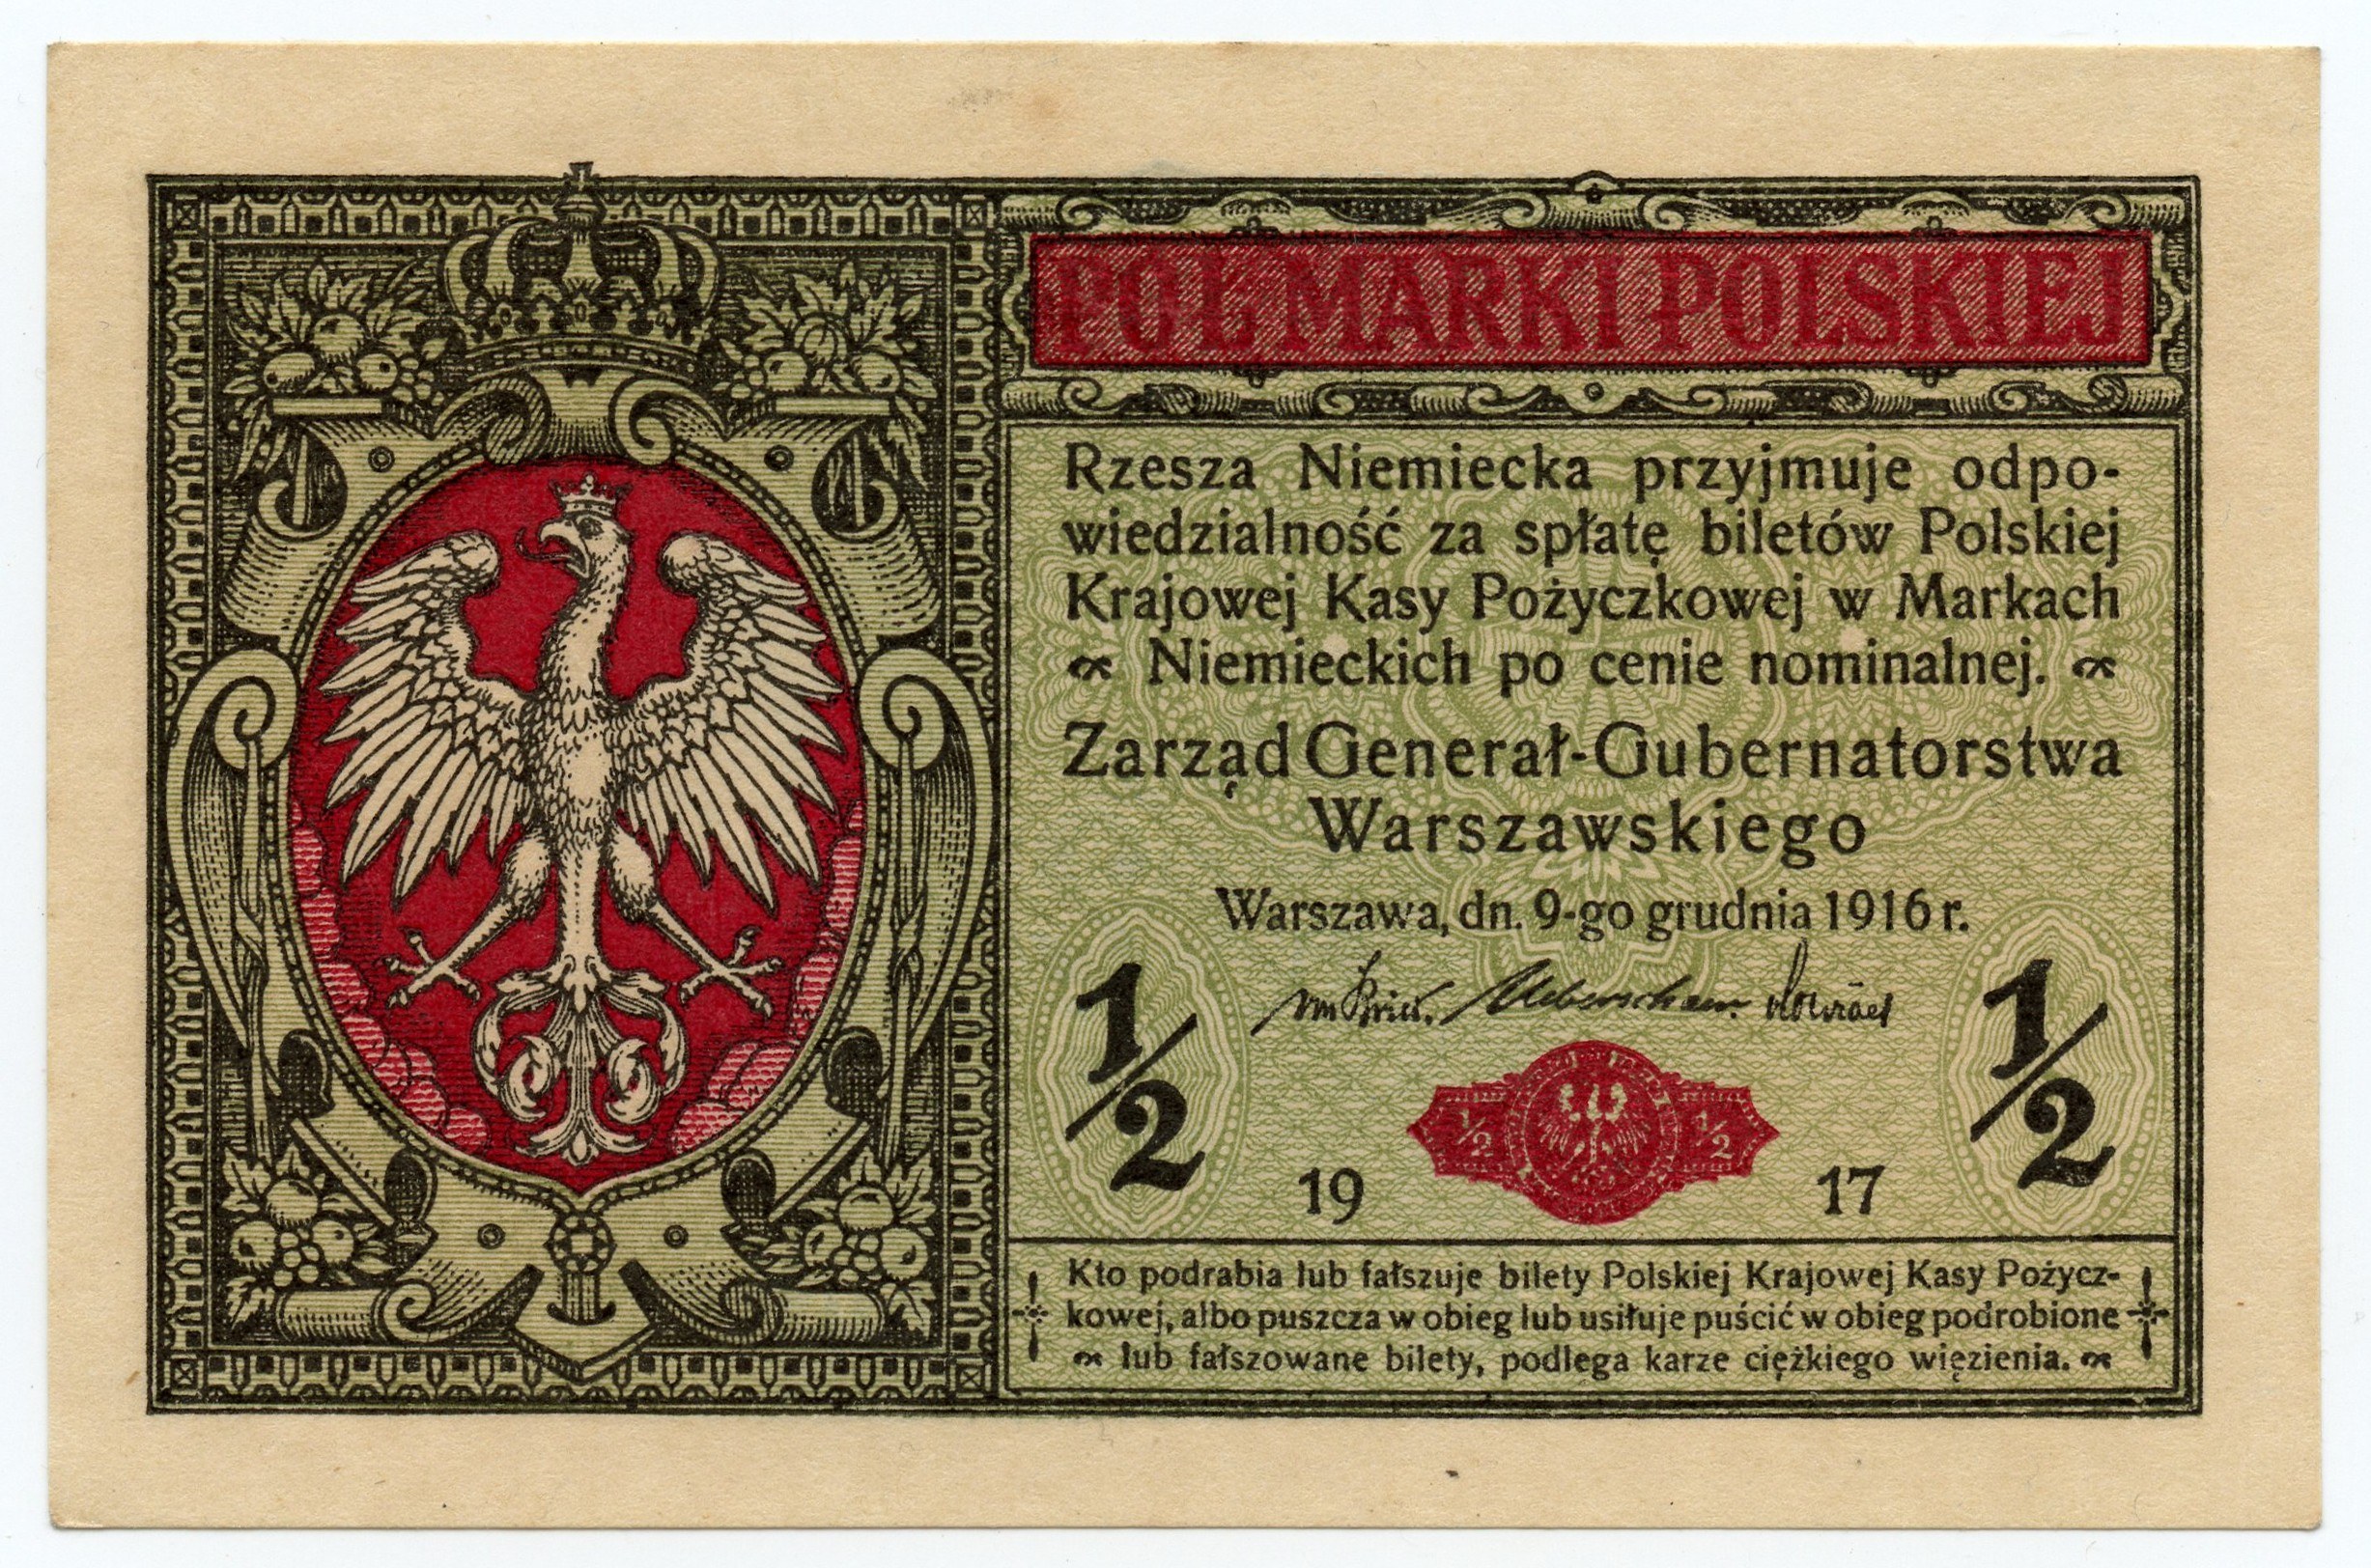 PÓŁ MARKI POLSKIEJ
Rzesza Niemiecka przyjmuje odpo-
wiedzialność za spłatę biletów Polskiej
Krajowej Kasy Pożyczkowej w Markach
Niemieckich po cenie nominalnej.
Zarząd Generał-Gubernatorstwa
Warszawskiego
Warszawa, dn. 9-go grudnia 1916 r.
1/2 1/2
1/2 1/2
19 17
Kto podrabia lub fałszuje bilety Polskiej Krajowej Kasy Pożycz-
kowej, albo puszcza w obieg lub usiłuje puścić w obieg podrobione
lub fałszowane bilety, podlega karze ciężkiego więzienia.